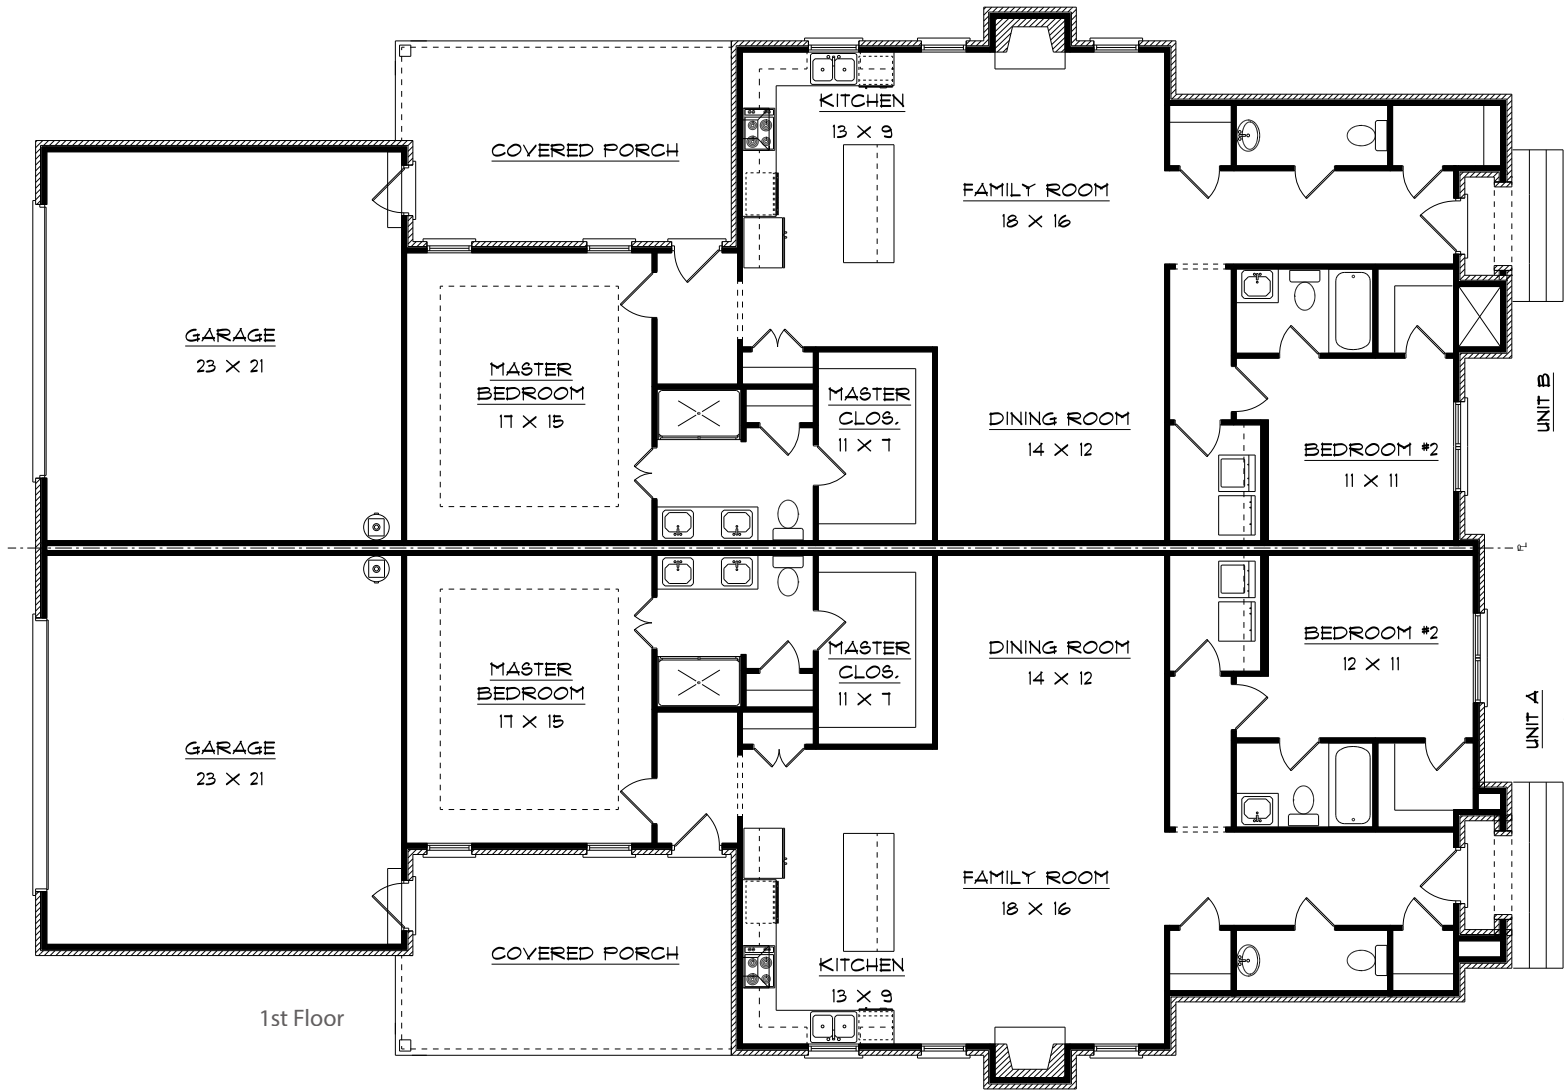 KITCHEN
13 X 9
COVERED PORCH
FAMILY ROOM
18 X 16
GARAGE
23 X 21
MASTER
BEDROOM
17 X 15
MASTER
CLOS.
11 X 7
DINING ROOM
14 X 12
BEDROOM #2
11 X 11
UNIT B
PL
BEDROOM #2
12 X 11
DINING ROOM
14 X 12
MASTER
CLOS.
11 X 7
MASTER
BEDROOM
17 X 15
UNIT A
GARAGE
23 X 21
FAMILY ROOM
18 X 16
COVERED PORCH
KITCHEN
13 X 9
1st Floor